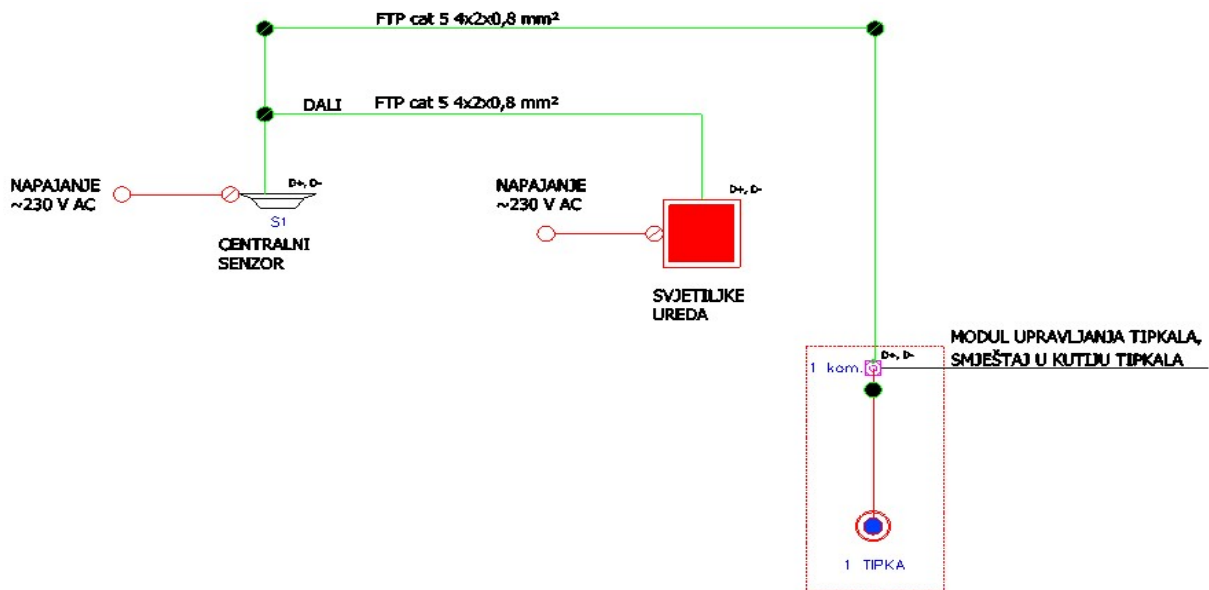 FTP cat 5 4x2x0,8 mm²
DALI
FTP cat 5 4x2x0,8 mm²
NAPAJANJE
~230 V AC
D+, D-
S1
CENTRALNI
SENZOR
NAPAJANJE
~230 V AC
D+, D-
SVJETILJKE
UREDA
MODUL UPRAVLJANJA TIPKALA,
SMJEŠTAJ U KUTIJU TIPKALA
D+, D-
1 kom.
1 TIPKA